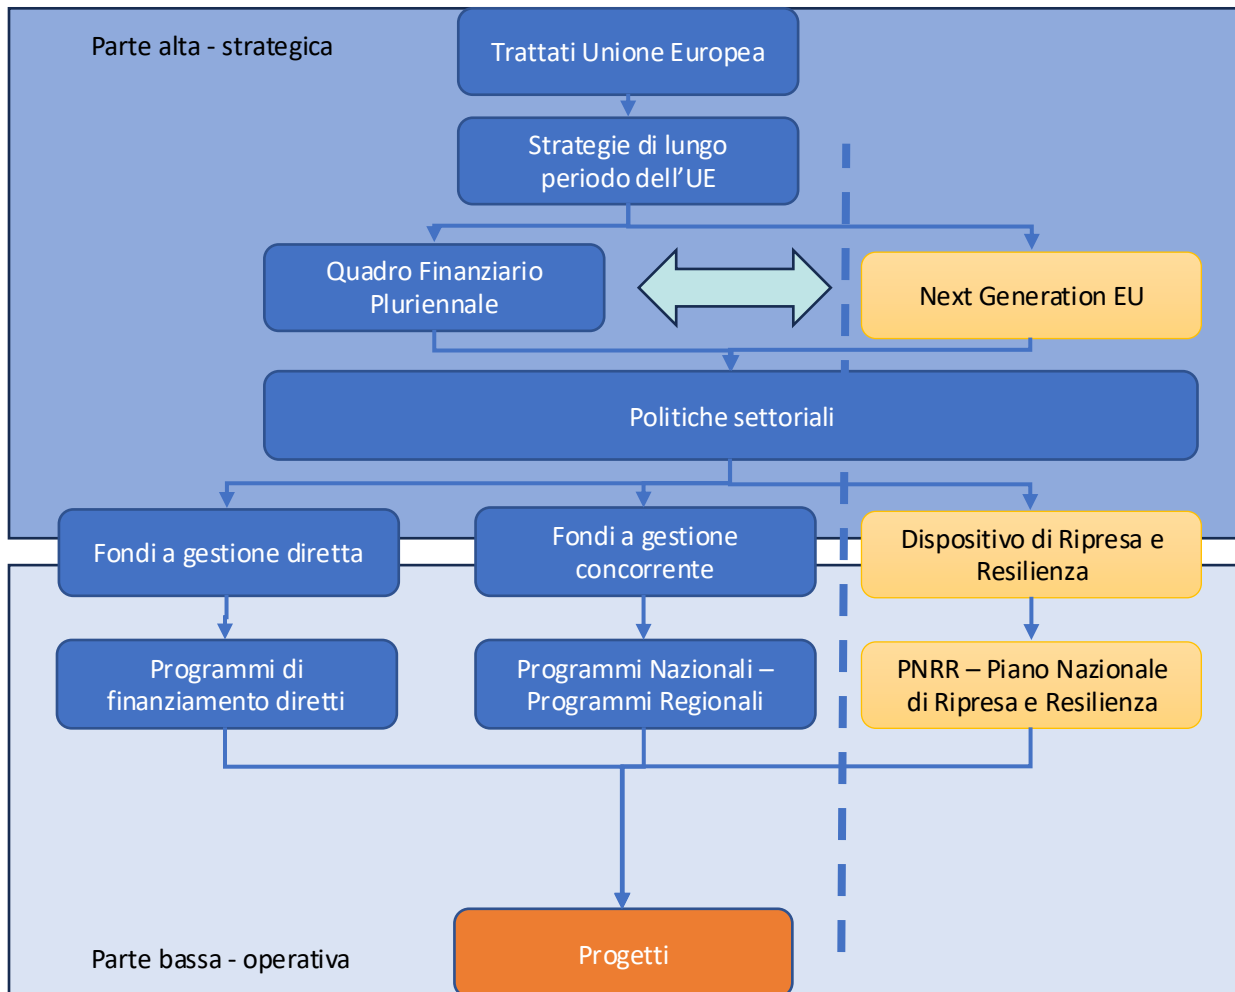 Parte alta - strategica
Trattati Unione Europea
Strategie di lungo
periodo dell’UE
Quadro Finanziario
Pluriennale
Next Generation EU
Politiche settoriali
Fondi a gestione diretta
Fondi a gestione
concorrente
Dispositivo di Ripresa e
Resilienza
Programmi di
finanziamento diretti
Programmi Nazionali –
Programmi Regionali
PNRR – Piano Nazionale
di Ripresa e Resilienza
Progetti
Parte bassa - operativa